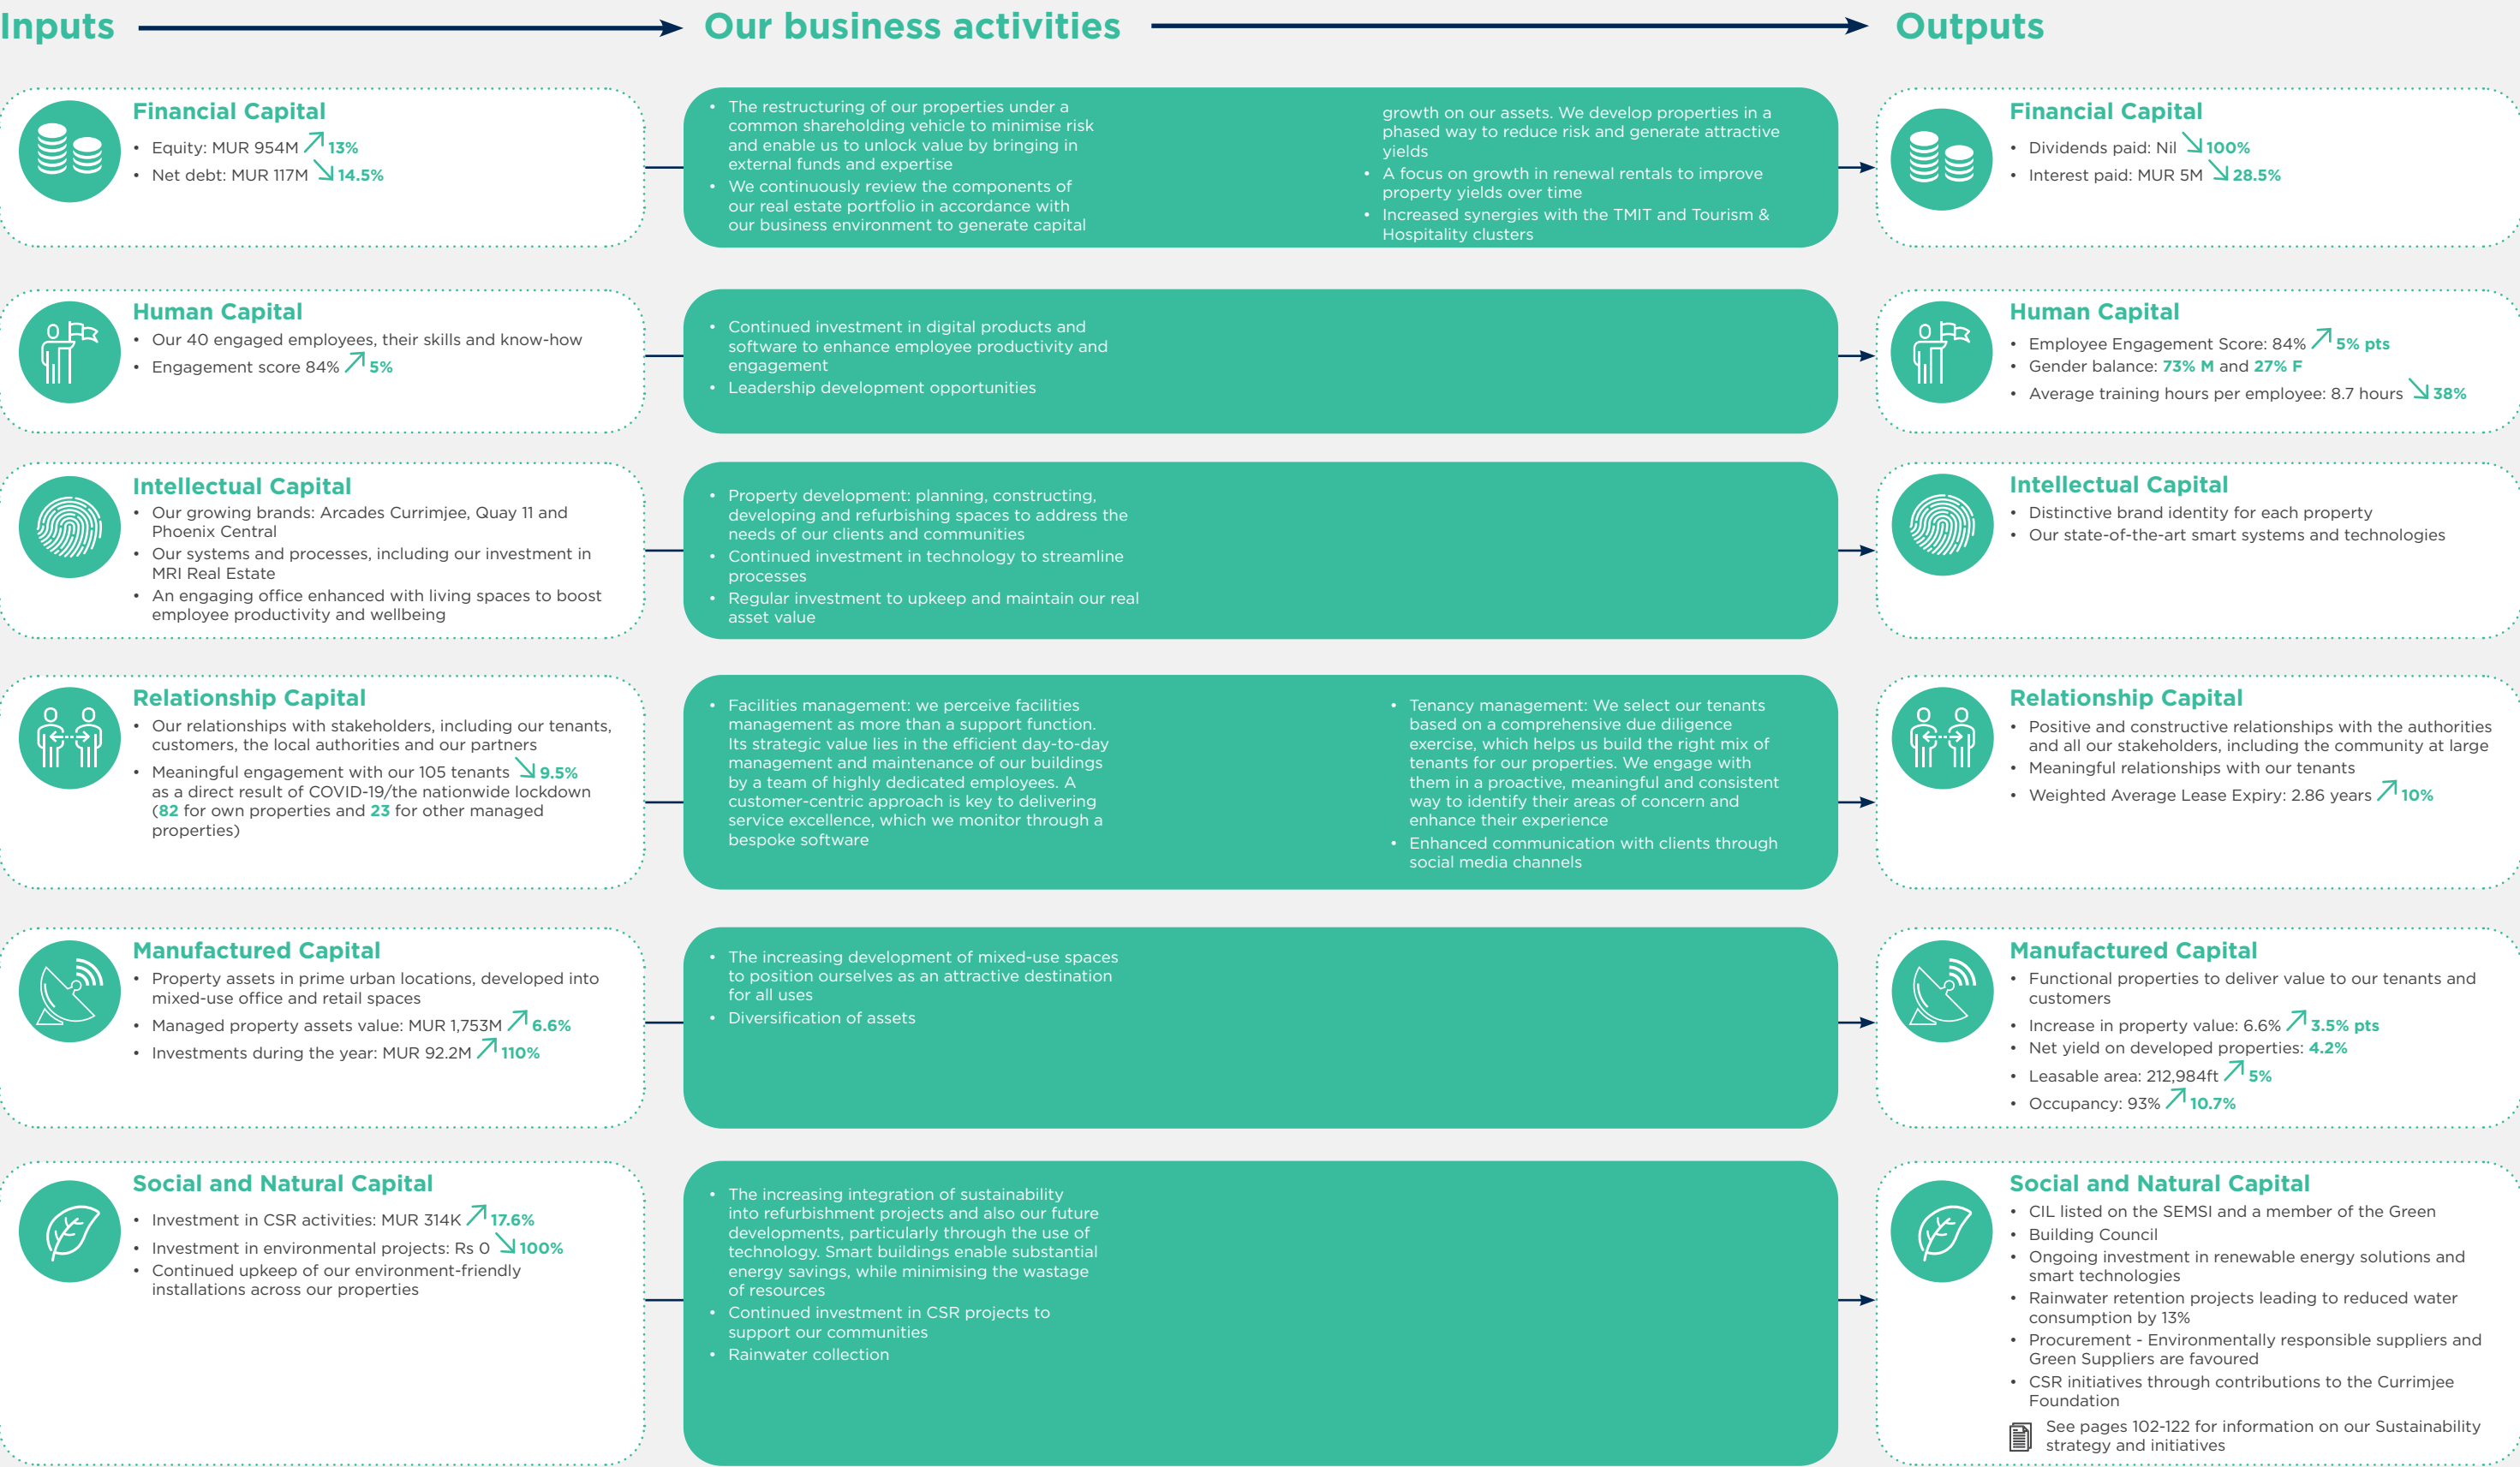 Inputs
Our business activities
Outputs
Financial Capital
• Equity: MUR 954M 13%
• Net debt: MUR 117M 14.5%
• The restructuring of our properties under a
common shareholding vehicle to minimise risk
and enable us to unlock value by bringing in
external funds and expertise
• We continuously review the components of
our real estate portfolio in accordance with
our business environment to generate capital
growth on our assets. We develop properties in a
phased way to reduce risk and generate attractive
yields
• A focus on growth in renewal rentals to improve
property yields over time
• Increased synergies with the TMIT and Tourism &
Hospitality clusters
Financial Capital
• Dividends paid: Nil 100%
• Interest paid: MUR 5M 28.5%
Human Capital
• Our 40 engaged employees, their skills and know-how
• Engagement score 84% 5%
• Continued investment in digital products and
software to enhance employee productivity and
engagement
• Leadership development opportunities
Human Capital
• Employee Engagement Score: 84% 5% pts
• Gender balance: 73% M and 27% F
• Average training hours per employee: 8.7 hours 38%
Intellectual Capital
• Our growing brands: Arcades Currimjee, Quay 11 and
Phoenix Central
• Our systems and processes, including our investment in
MRI Real Estate
• An engaging office enhanced with living spaces to boost
employee productivity and wellbeing
• Property development: planning, constructing,
developing and refurbishing spaces to address the
needs of our clients and communities
• Continued investment in technology to streamline
processes
• Regular investment to upkeep and maintain our real
asset value
Intellectual Capital
• Distinctive brand identity for each property
• Our state-of-the-art smart systems and technologies
Relationship Capital
• Our relationships with stakeholders, including our tenants,
customers, the local authorities and our partners
• Meaningful engagement with our 105 tenants 9.5%
as a direct result of COVID-19/the nationwide lockdown
(82 for own properties and 23 for other managed
properties)
• Facilities management: we perceive facilities
management as more than a support function.
Its strategic value lies in the efficient day-to-day
management and maintenance of our buildings
by a team of highly dedicated employees. A
customer-centric approach is key to delivering
service excellence, which we monitor through a
bespoke software
• Tenancy management: We select our tenants
based on a comprehensive due diligence
exercise, which helps us build the right mix of
tenants for our properties. We engage with
them in a proactive, meaningful and consistent
way to identify their areas of concern and
enhance their experience
• Enhanced communication with clients through
social media channels
Relationship Capital
• Positive and constructive relationships with the authorities
and all our stakeholders, including the community at large
• Meaningful relationships with our tenants
• Weighted Average Lease Expiry: 2.86 years 10%
Manufactured Capital
• Property assets in prime urban locations, developed into
mixed-use office and retail spaces
• Managed property assets value: MUR 1,753M 6.6%
• Investments during the year: MUR 92.2M 110%
• The increasing development of mixed-use spaces
to position ourselves as an attractive destination
for all uses
• Diversification of assets
Manufactured Capital
• Functional properties to deliver value to our tenants and
customers
• Increase in property value: 6.6% 3.5% pts
• Net yield on developed properties: 4.2%
• Leasable area: 212,984ft 5%
• Occupancy: 93% 10.7%
Social and Natural Capital
• Investment in CSR activities: MUR 314K 17.6%
• Investment in environmental projects: Rs 0 100%
• Continued upkeep of our environment-friendly
installations across our properties
• The increasing integration of sustainability
into refurbishment projects and also our future
developments, particularly through the use of
technology. Smart buildings enable substantial
energy savings, while minimising the wastage
of resources
• Continued investment in CSR projects to
support our communities
• Rainwater collection
Social and Natural Capital
• CIL listed on the SEMSI and a member of the Green
• Building Council
• Ongoing investment in renewable energy solutions and
smart technologies
• Rainwater retention projects leading to reduced water
consumption by 13%
• Procurement - Environmentally responsible suppliers and
Green Suppliers are favoured
• CSR initiatives through contributions to the Currimjee
Foundation
See pages 102-122 for information on our Sustainability
strategy and initiatives